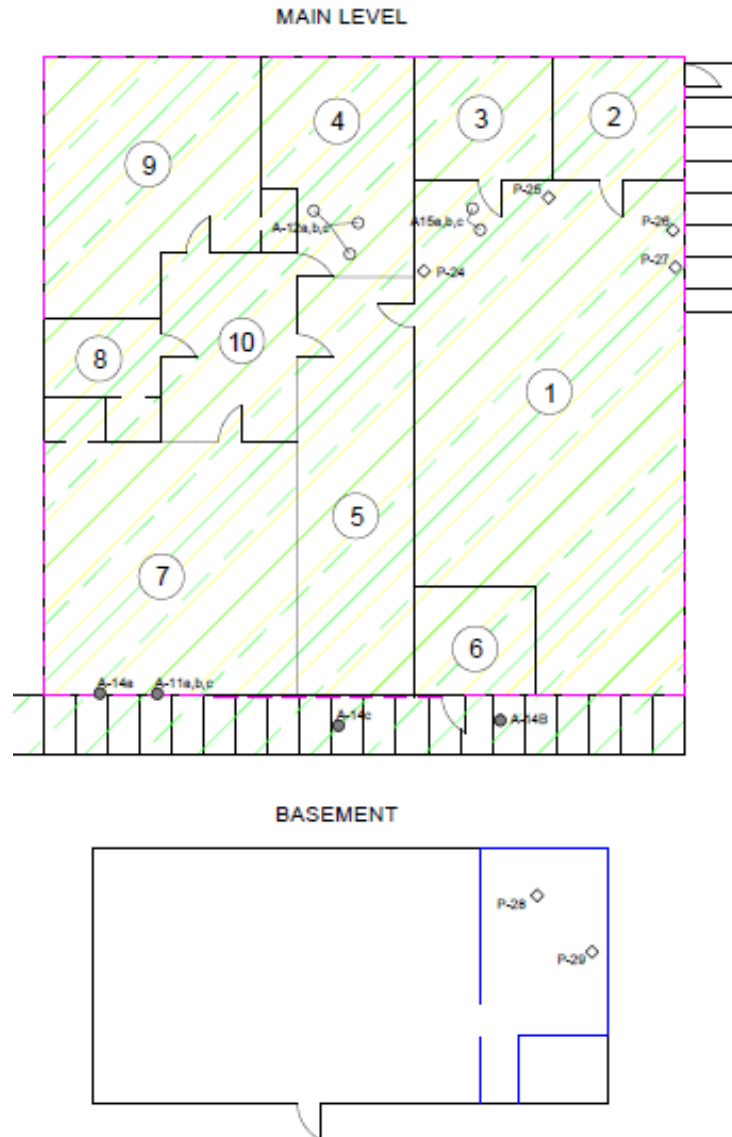 MAIN LEVEL
4
3
2
9
P-25
A-12a,b,c
A15a,b,c
P-26
P-24
P-27
10
8
1
5
7
6
A-14a
A-11a,b,c
A-14c
A-14B
BASEMENT
P-28
P-29